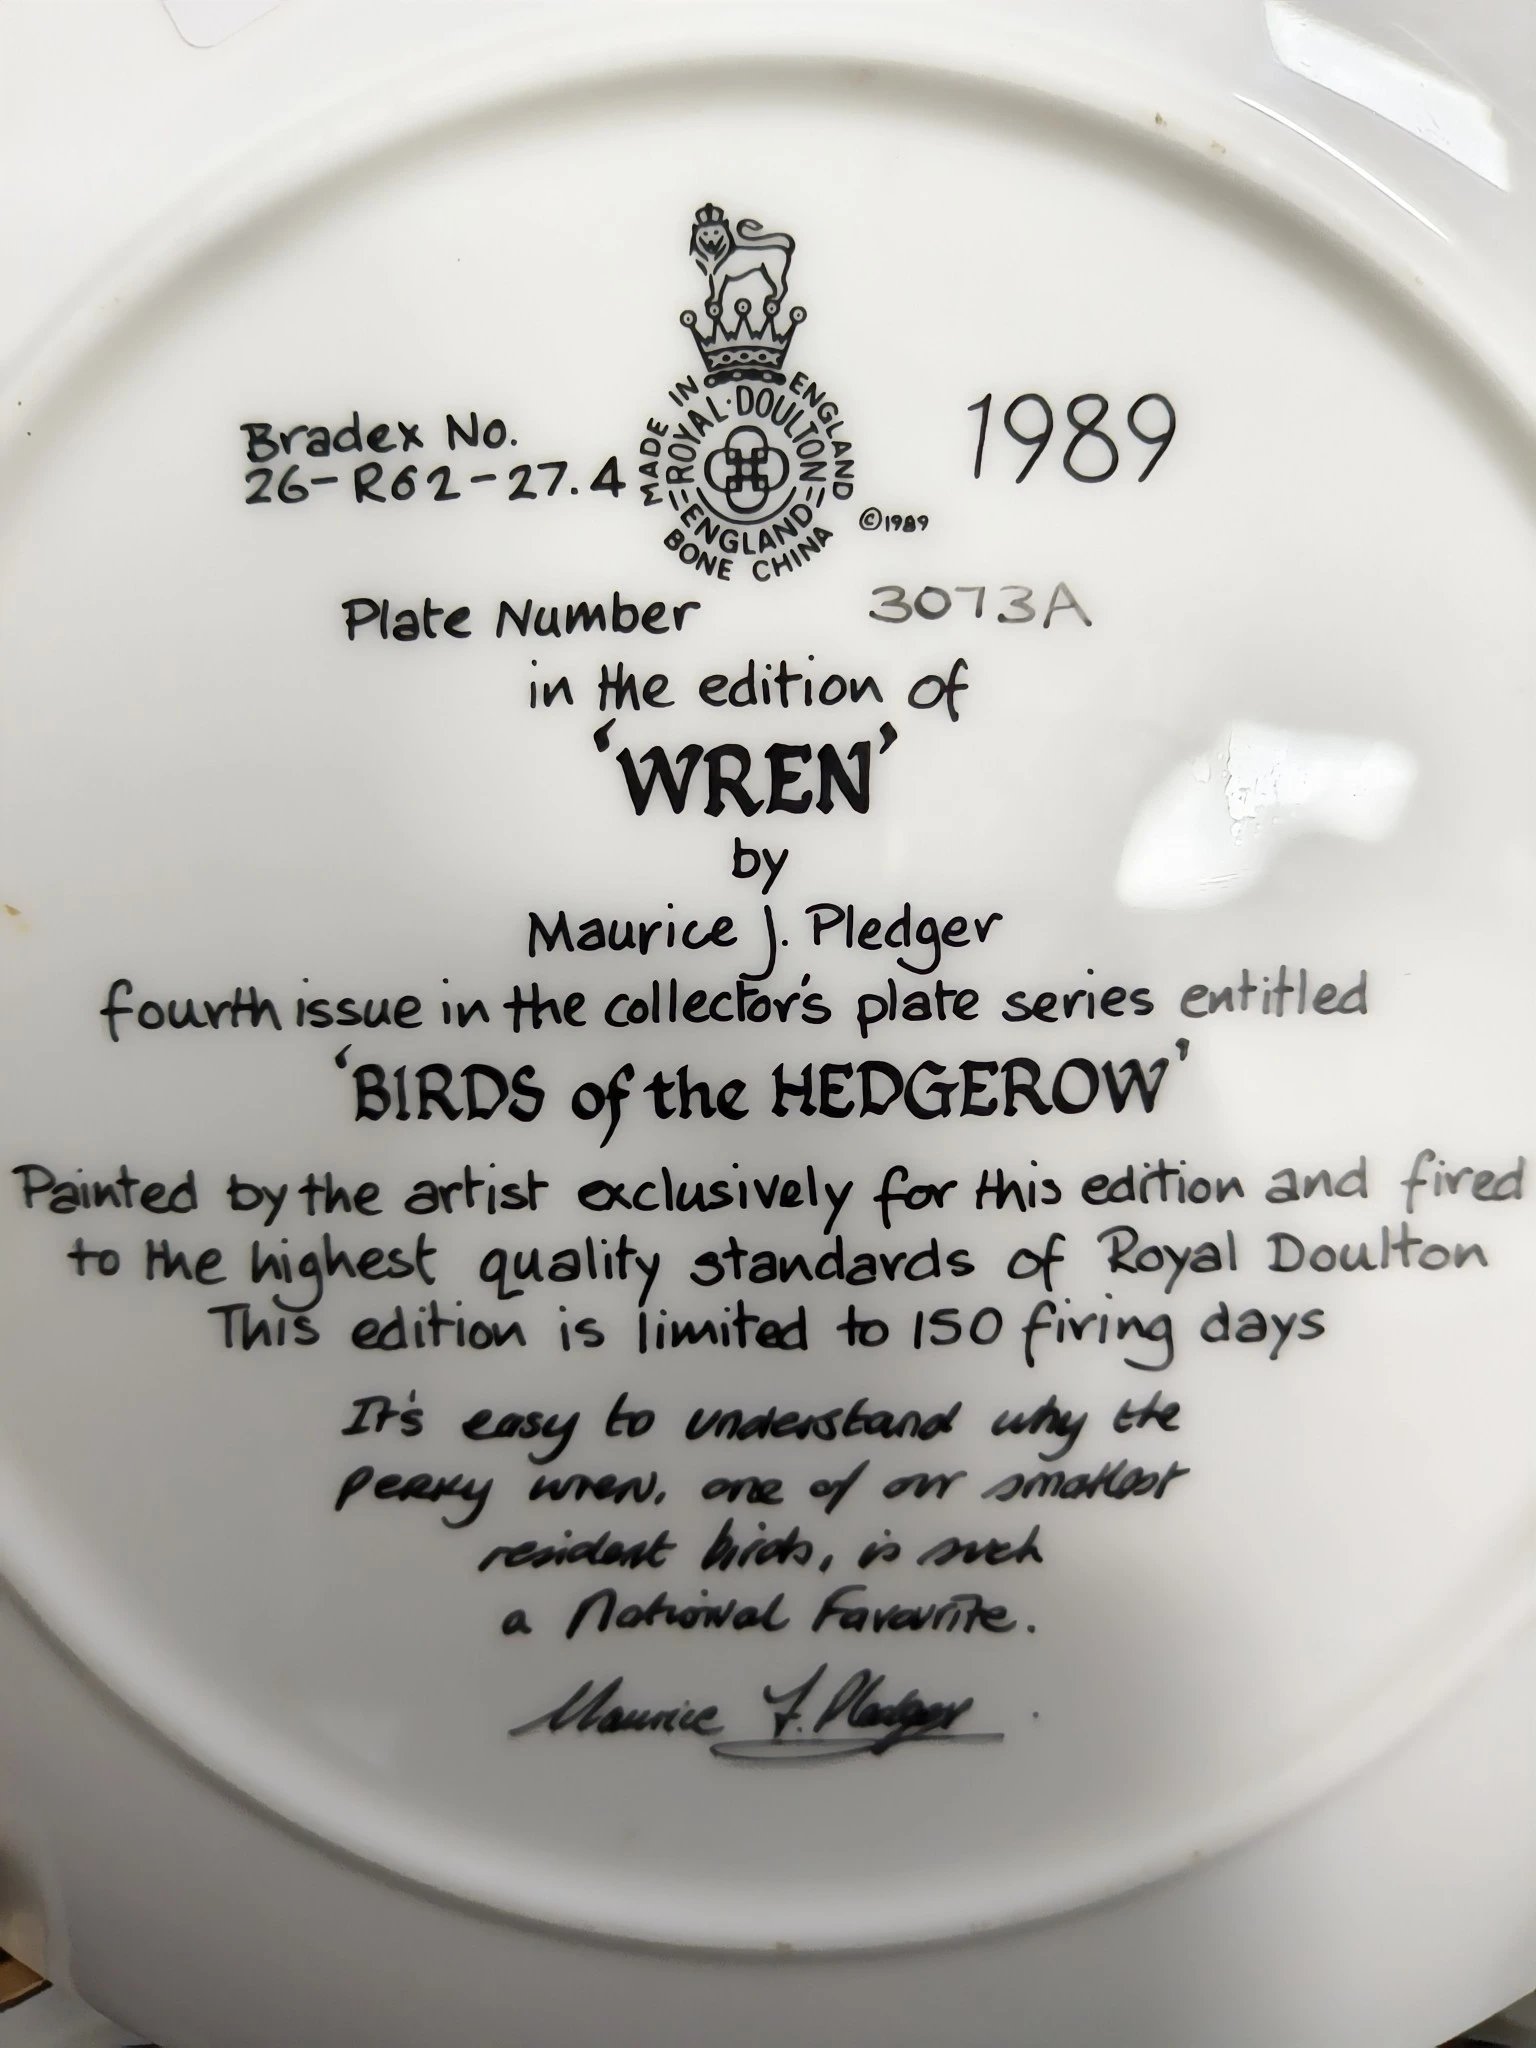 MADE IN ENGLAND
ROYAL·DOULTON
ENGLAND
BONE CHINA
Bradex No.
26-R62-27.4
1989
©1989
Plate Number 3073A
in the edition of
'WREN'
by
Maurice J. Pledger
fourth issue in the collector's plate series entitled
'BIRDS of the HEDGEROW'
Painted by the artist exclusively for this edition and fired
to the highest quality standards of Royal Doulton
This edition is limited to 150 firing days
It's easy to understand why the
perky wren, one of our smallest
resident birds, is such
a National Favourite.
Maurice J. Pledger